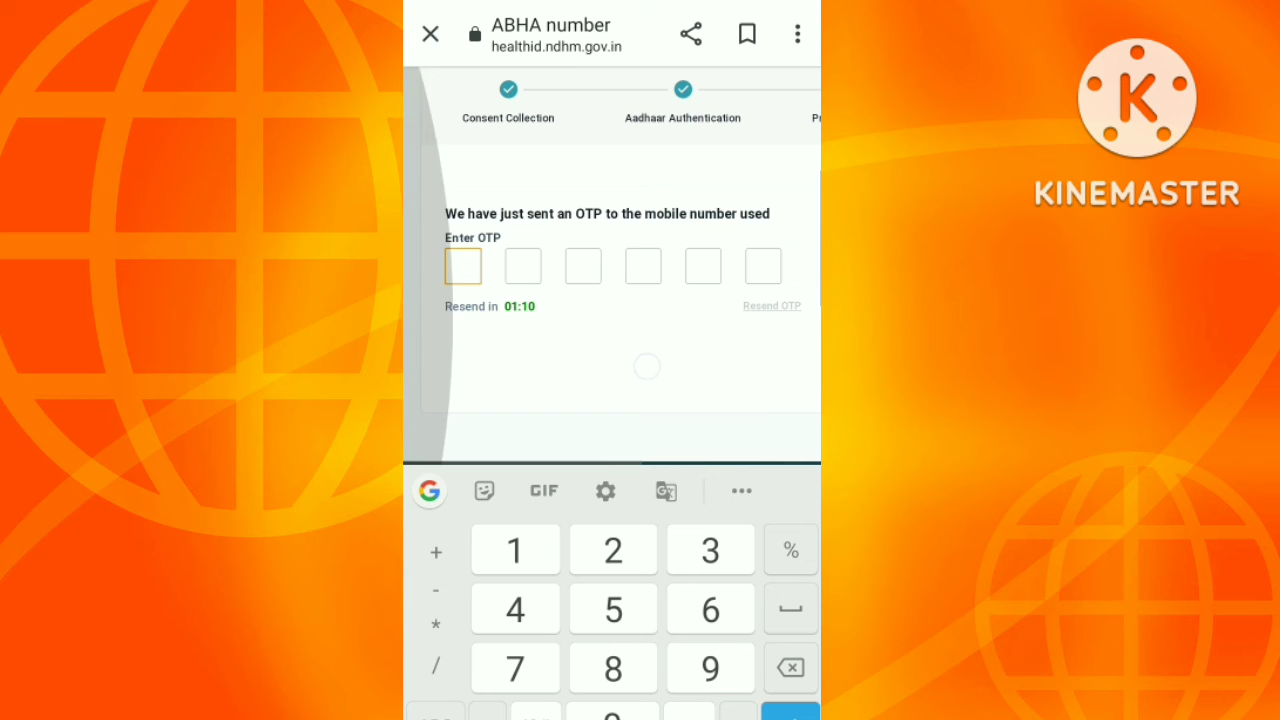 ABHA number
healthid.ndhm.gov.in
Consent Collection
Aadhaar Authentication
We have just sent an OTP to the mobile number used
Enter OTP
Resend in 01:10
Resend OTP
G
GIF
+ 1 2 3 %
- 4 5 6
*
/ 7 8 9
K
KINEMASTER